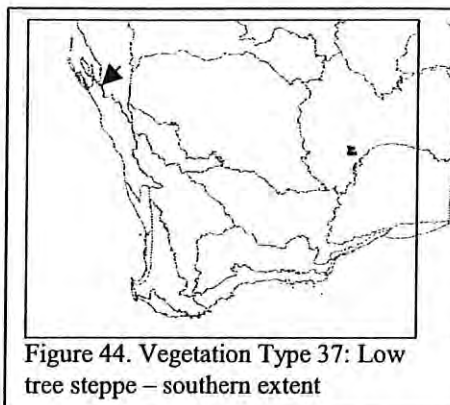 Figure 44. Vegetation Type 37: Low
tree steppe – southern extent